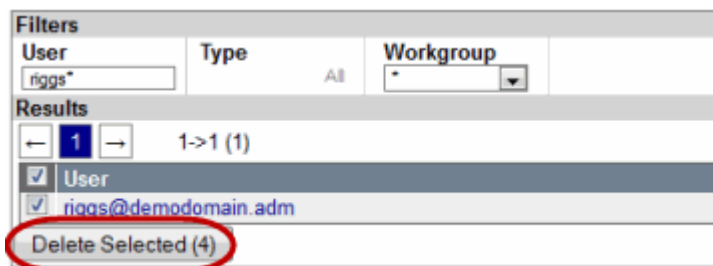 Filters
User Type Workgroup
riggs* All *
Results
← 1 → 1->1 (1)
User
riggs@demodomain.adm
Delete Selected (4)